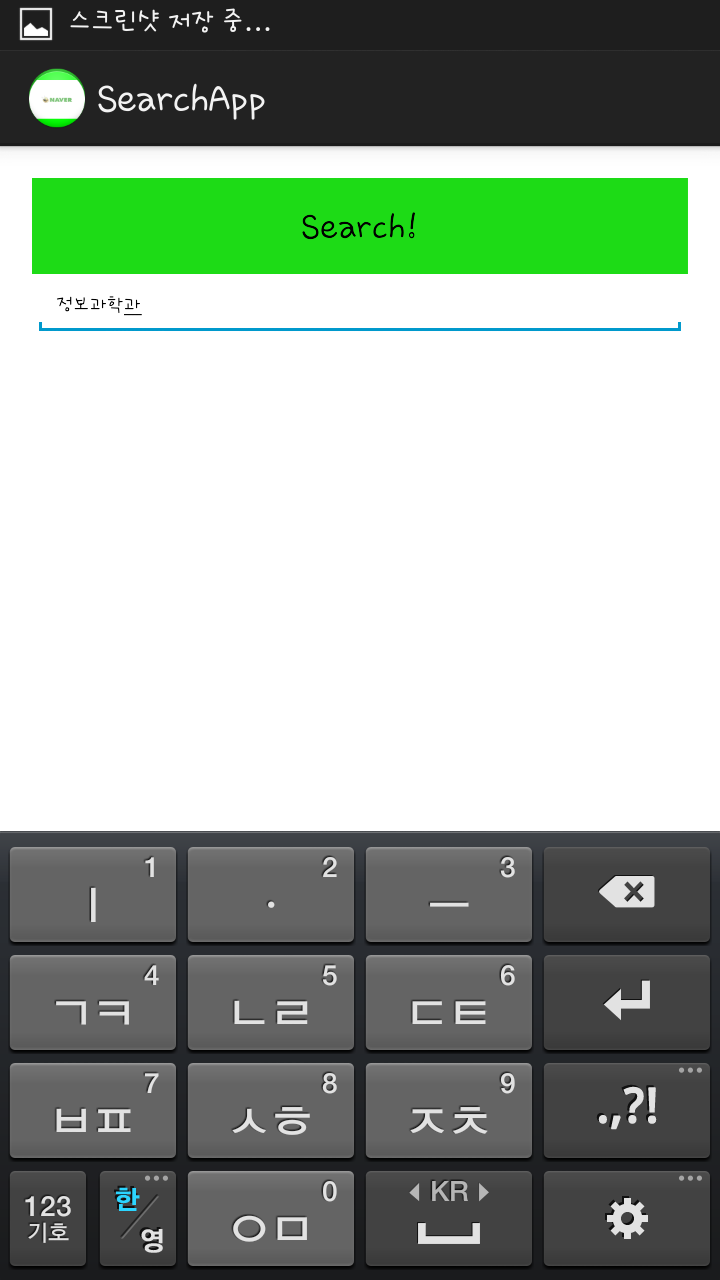 스크린샷 저장 중...
NAVER
SearchApp
Search!
정보과학과
1 2 3
ㅣ · ㅡ
4 5 6
ㄱㅋ ㄴㄹ ㄷㅌ
7 8 9
ㅂㅍ ㅅㅎ ㅈㅊ .,?!
123 한 0 KR
기호 영 ㅇㅁ